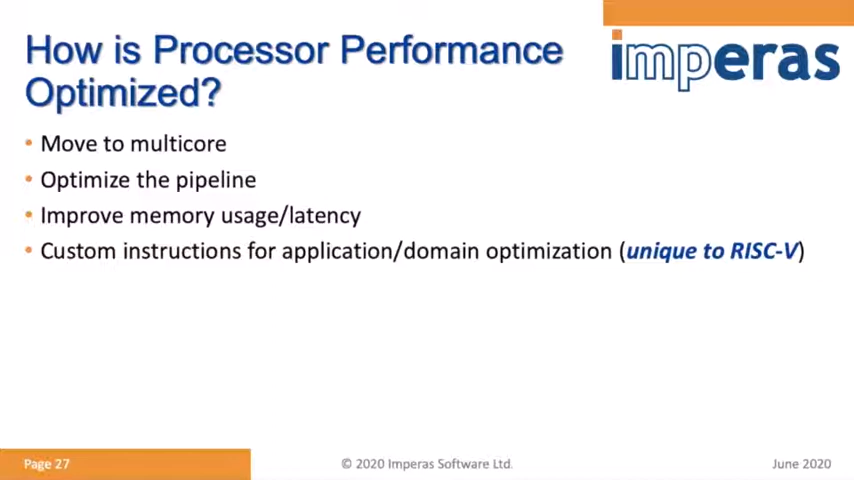 How is Processor Performance
Optimized?
imperas
• Move to multicore
• Optimize the pipeline
• Improve memory usage/latency
• Custom instructions for application/domain optimization (unique to RISC-V)
Page 27
© 2020 Imperas Software Ltd.
June 2020